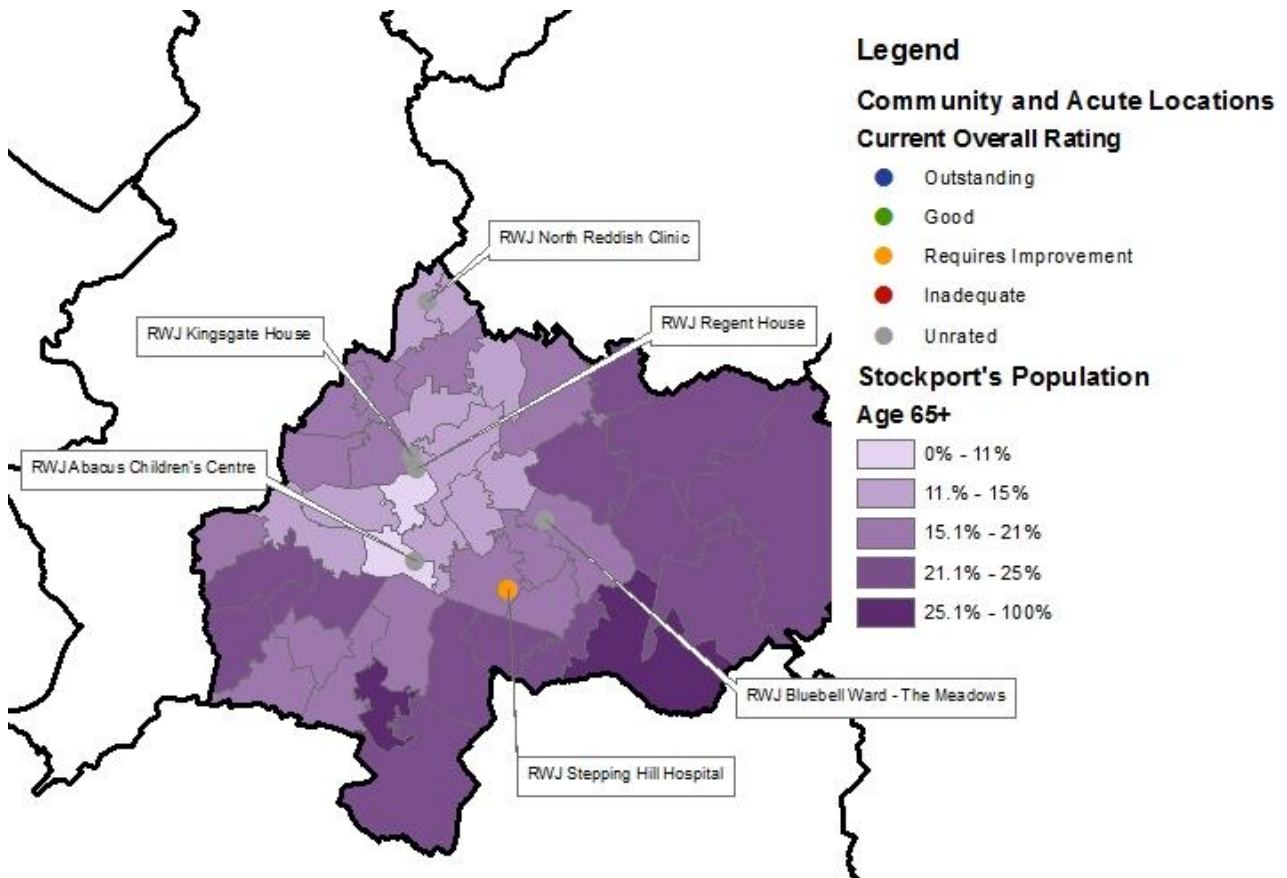 Legend
Community and Acute Locations
Current Overall Rating
Outstanding
Good
Requires Improvement
Inadequate
Unrated
Stockport's Population
Age 65+
0% - 11%
11.% - 15%
15.1% - 21%
21.1% - 25%
25.1% - 100%
RWJ North Reddish Clinic
RWJ Kingsgate House
RWJ Regent House
RWJ Abacus Children's Centre
RWJ Bluebell Ward - The Meadows
RWJ Stepping Hill Hospital